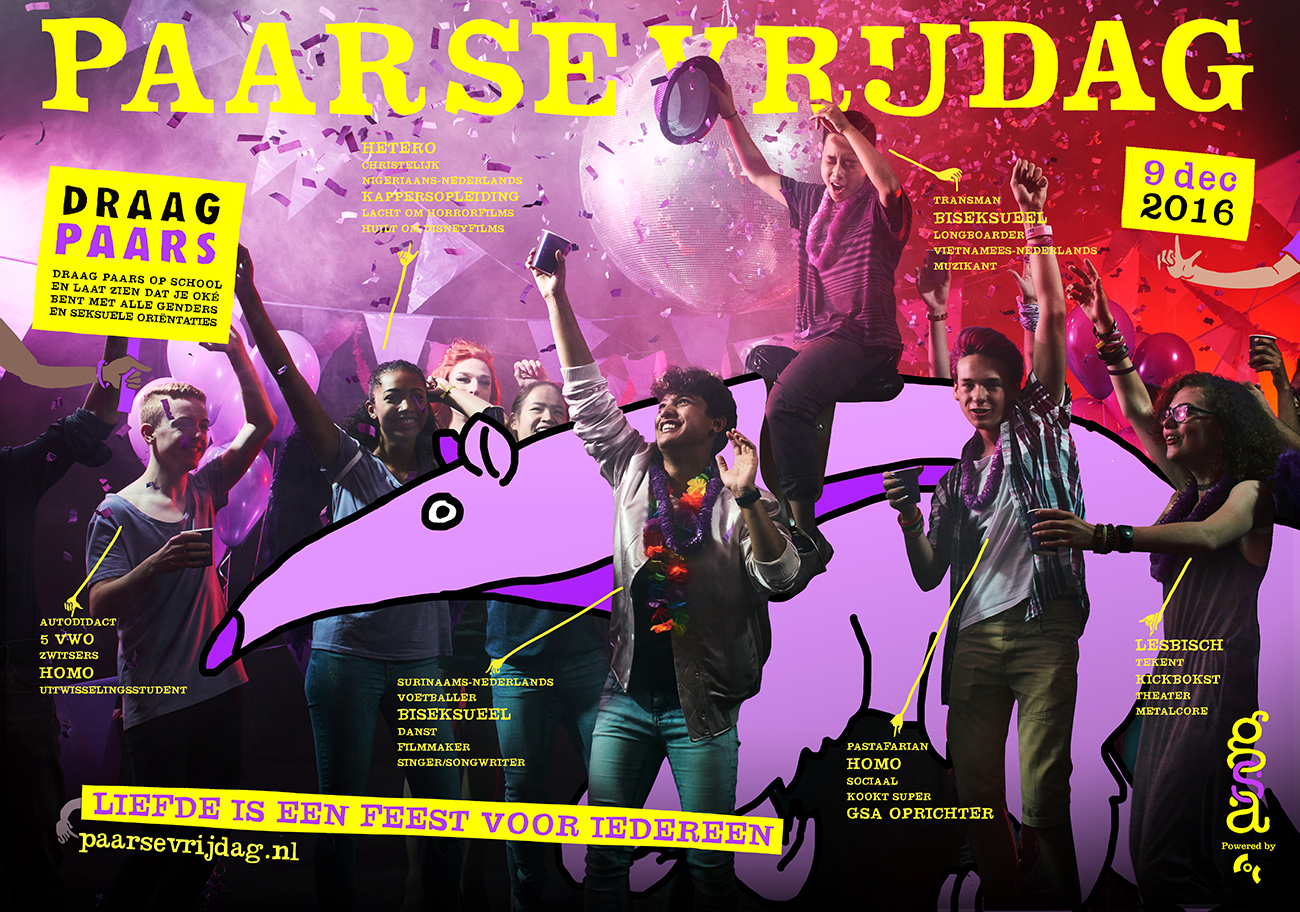 PAARSE VRIJDAG
DRAAG
PAARS
DRAAG PAARS OP SCHOOL
EN LAAT ZIEN DAT JE OKÉ
BENT MET ALLE GENDERS
EN SEKSUELE ORIËNTATIES
HETERO
CHRISTELIJK
NIGERIAANS-NEDERLANDS
KAPPERSOPLEIDING
LACHT OM HORRORFILMS
HUILT OM DISNEYFILMS
TRANSMAN
BISEKSUEEL
LONGBOARDER
VIETNAMEES-NEDERLANDS
MUZIKANT
9 dec
2016
AUTODIDACT
5 VWO
ZWITSERS
HOMO
UITWISSELINGSSTUDENT
SURINAAMS-NEDERLANDS
VOETBALLER
BISEKSUEEL
DANST
FILMMAKER
SINGER/SONGWRITER
PASTAFARIAN
HOMO
SOCIAAL
KOOKT SUPER
GSA OPRICHTER
LESBISCH
TEKENT
KICKBOKST
THEATER
METALCORE
LIEFDE IS EEN FEEST VOOR IEDEREEN
paarsevrijdag.nl
gsa
Powered by